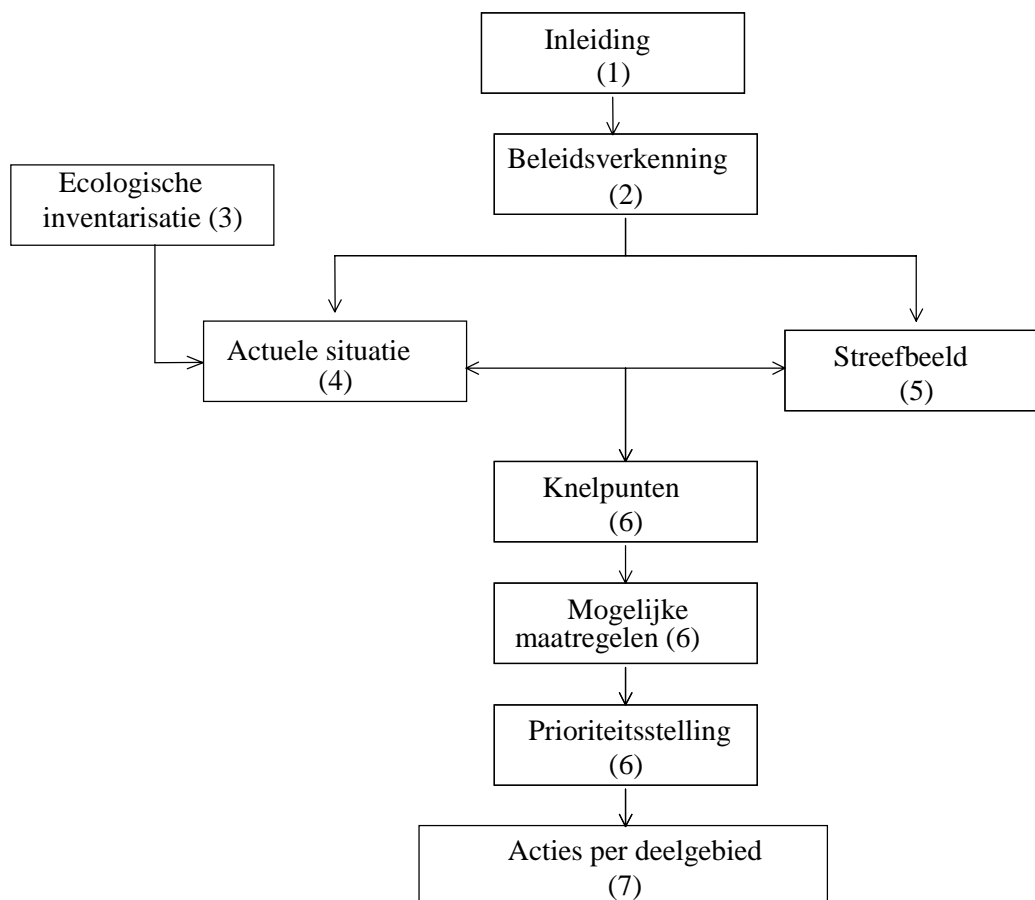 Inleiding
(1)
Beleidsverkenning
(2)
Ecologische
inventarisatie (3)
Actuele situatie
(4)
Streefbeeld
(5)
Knelpunten
(6)
Mogelijke
maatregelen (6)
Prioriteitsstelling
(6)
Acties per deelgebied
(7)